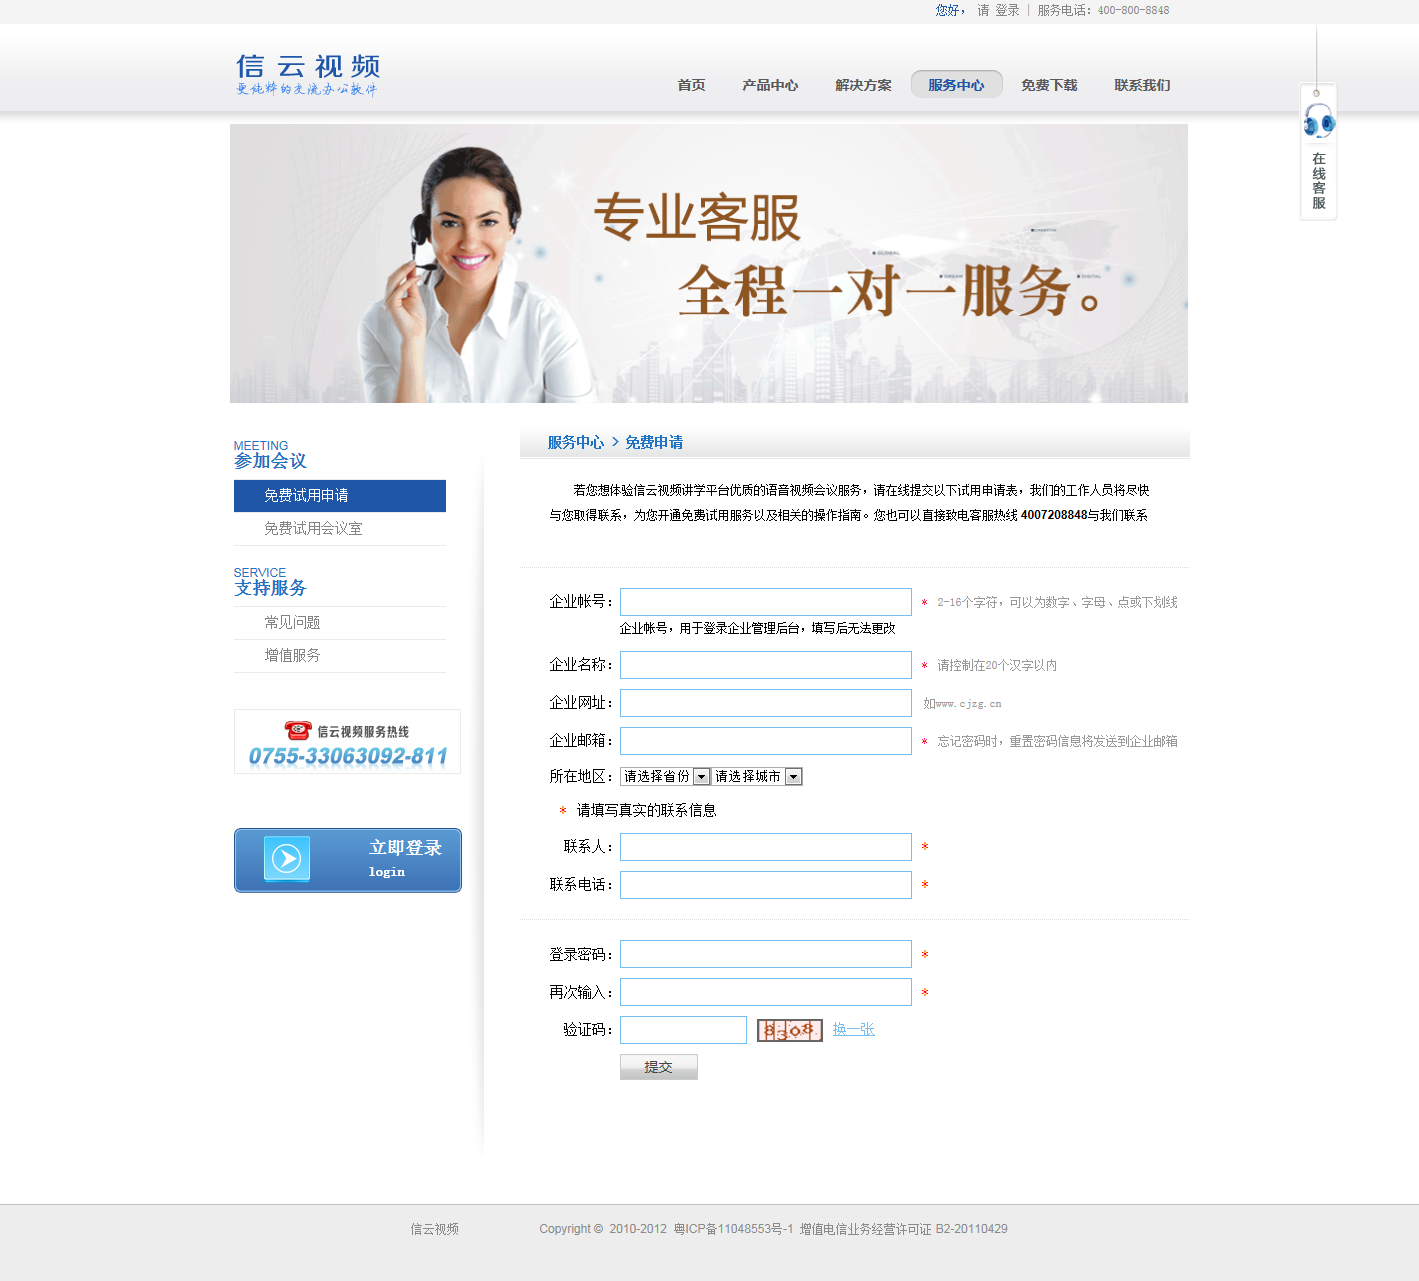 您好， 请 登录 | 服务电话：400-800-8848
信云视频
更纯粹的交流办公软件
首页 产品中心 解决方案 服务中心 免费下载 联系我们
在线客服
专业客服
全程一对一服务。
MEETING
参加会议
免费试用申请
免费试用会议室
SERVICE
支持服务
常见问题
增值服务
信云视频服务热线
0755-33063092-811
立即登录
login
服务中心 > 免费申请
若您想体验信云视频讲学平台优质的语音视频会议服务，请在线提交以下试用申请表，我们的工作人员将尽快
与您取得联系，为您开通免费试用服务以及相关的操作指南。您也可以直接致电客服热线 4007208848与我们联系
企业帐号： * 2-16个字符，可以为数字、字母、点或下划线
企业帐号，用于登录企业管理后台，填写后无法更改
企业名称： * 请控制在20个汉字以内
企业网址： 如www.cjzg.cn
企业邮箱： * 忘记密码时，重置密码信息将发送到企业邮箱
所在地区： 请选择省份 请选择城市
* 请填写真实的联系信息
联系人： *
联系电话： *
登录密码： *
再次输入： *
验证码： 8308 换一张
提交
信云视频 Copyright © 2010-2012 粤ICP备11048553号-1 增值电信业务经营许可证 B2-20110429